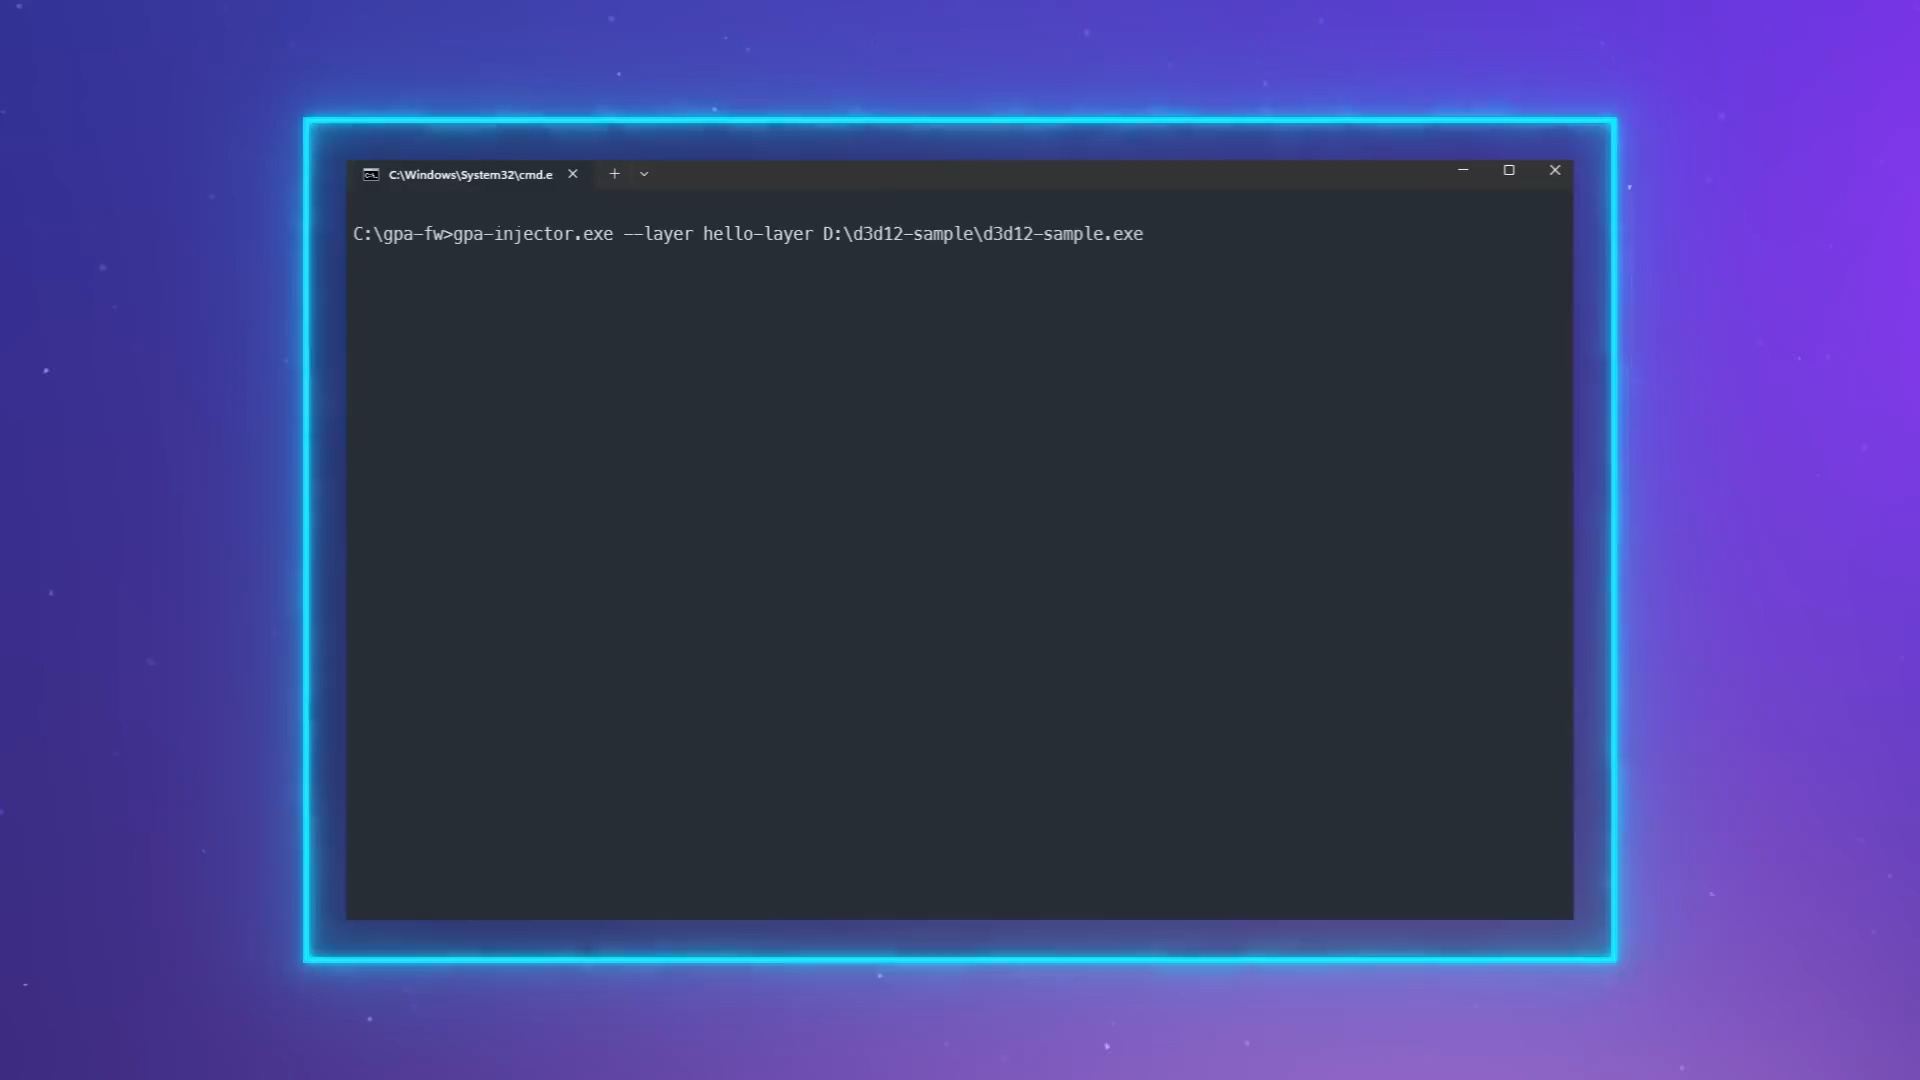 C:\Windows\System32\cmd.e
C:\gpa-fw>gpa-injector.exe --layer hello-layer D:\d3d12-sample\d3d12-sample.exe